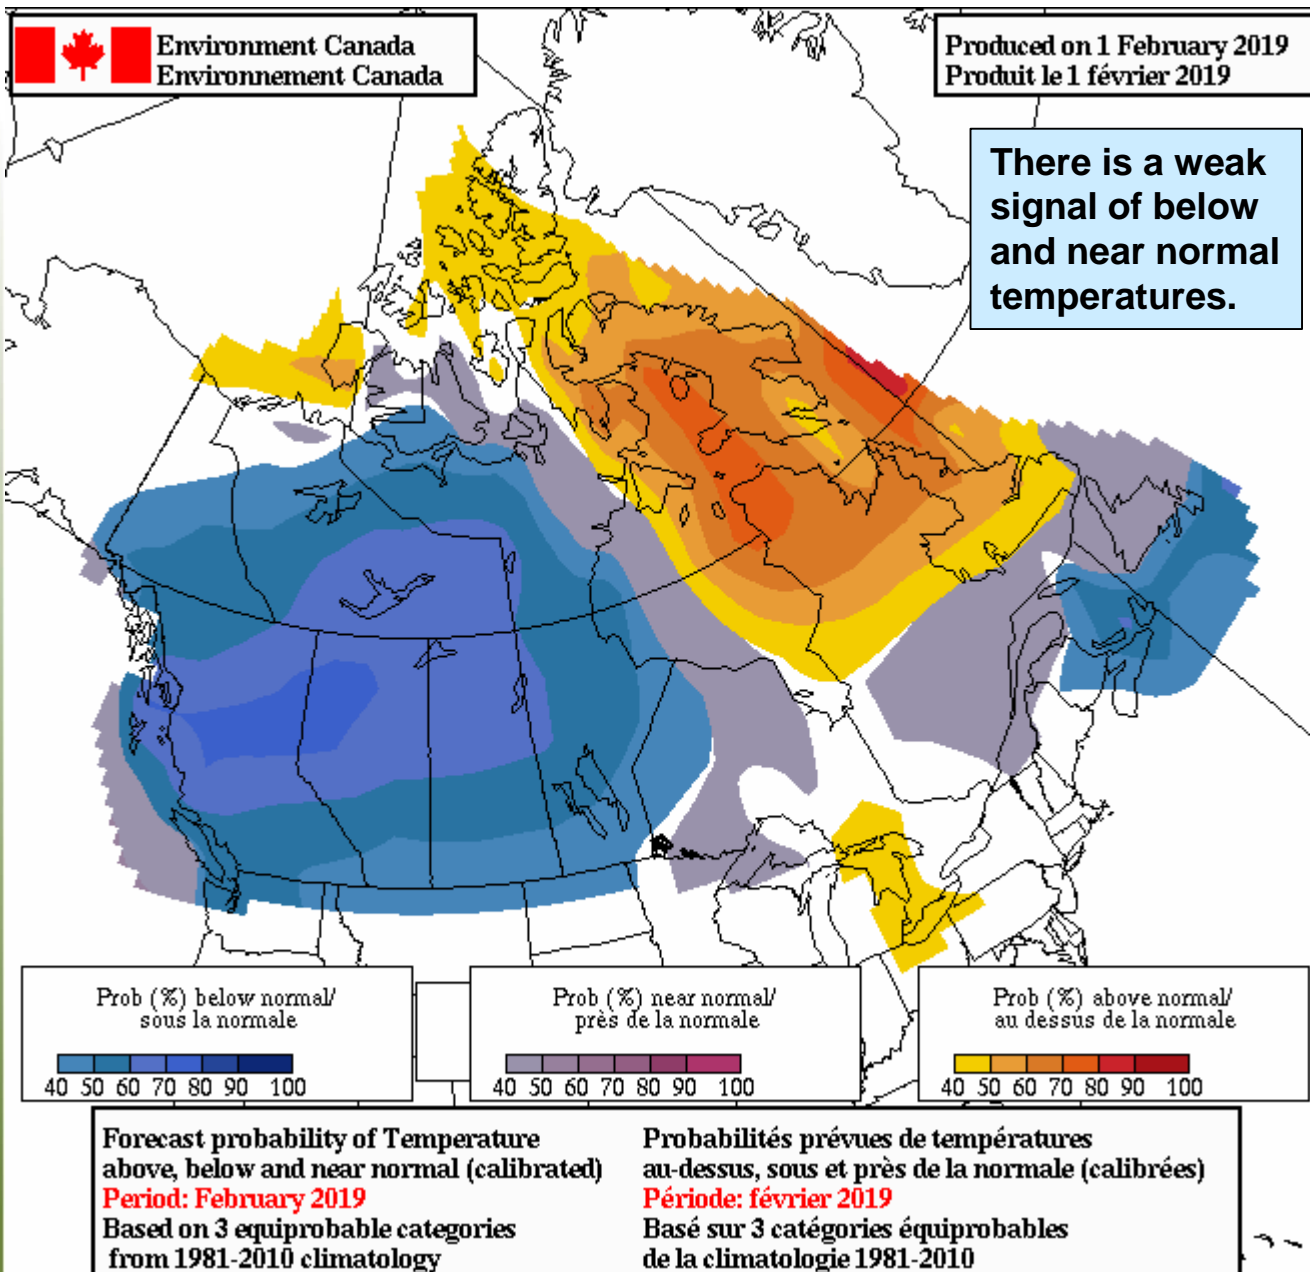 Environment Canada
Environnement Canada
Produced on 1 February 2019
Produit le 1 février 2019
There is a weak
signal of below
and near normal
temperatures.
Prob (%) below normal/
sous la normale
40 50 60 70 80 90 100
Prob (%) near normal/
près de la normale
40 50 60 70 80 90 100
Prob (%) above normal/
au dessus de la normale
40 50 60 70 80 90 100
Forecast probability of Temperature
above, below and near normal (calibrated)
Period: February 2019
Based on 3 equiprobable categories
from 1981-2010 climatology
Probabilités prévues de températures
au-dessus, sous et près de la normale (calibrées)
Période: février 2019
Basé sur 3 catégories équiprobables
de la climatologie 1981-2010